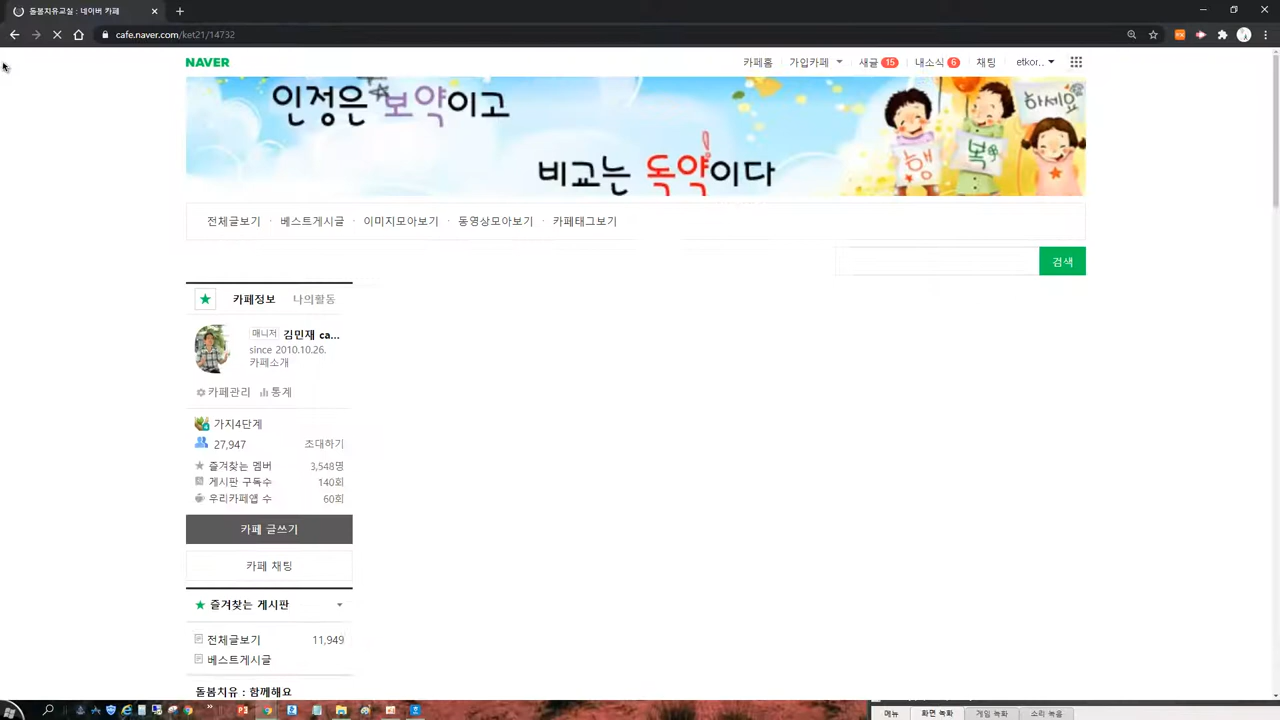 돌봄치유교실 : 네이버 카페
cafe.naver.com/ket21/14732
NAVER
카페홈 가입카페 새글 15 내소식 6 채팅 etkor..
인정은 보약이고
비교는 독약이다
행 복 하세요
전체글보기 · 베스트게시글 · 이미지모아보기 · 동영상모아보기 · 카페태그보기
검색
카페정보 나의활동
매니저 김민재 ca...
since 2010.10.26.
카페소개
카페관리 통계
가지4단계
27,947 초대하기
즐겨찾는 멤버 3,548명
게시판 구독수 140회
우리카페앱 수 60회
카페 글쓰기
카페 채팅
즐겨찾는 게시판
전체글보기 11,949
베스트게시글
돌봄치유 : 함께해요
메뉴 화면 녹화 게임 녹화 소리 녹음